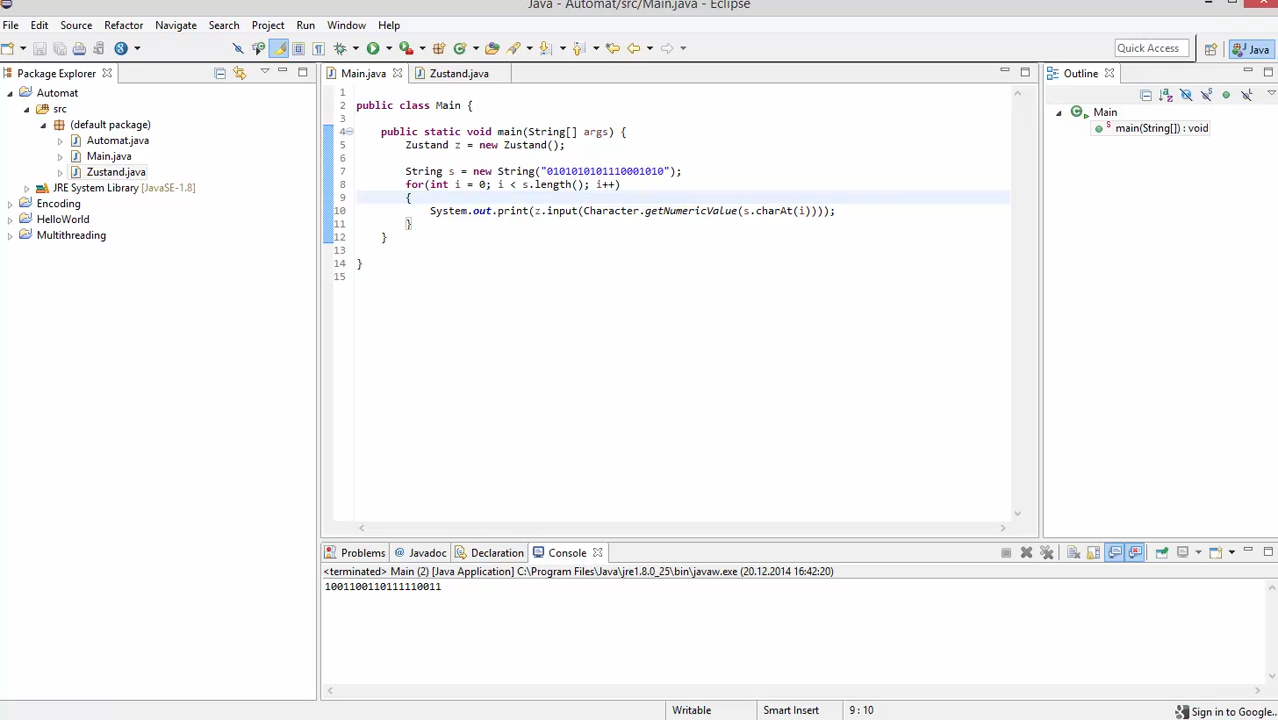 Java - Automat/src/Main.java - Eclipse
File Edit Source Refactor Navigate Search Project Run Window Help
Quick Access
Java
Package Explorer
Automat
src
(default package)
Automat.java
Main.java
Zustand.java
JRE System Library [JavaSE-1.8]
Encoding
HelloWorld
Multithreading
Main.java Zustand.java
1
2 public class Main {
3
4 public static void main(String[] args) {
5 Zustand z = new Zustand();
6
7 String s = new String("0101010101110001010");
8 for(int i = 0; i < s.length(); i++)
9 {
10 System.out.print(z.input(Character.getNumericValue(s.charAt(i))));
11 }
12 }
13
14 }
15
Outline
Main
main(String[]) : void
Problems Javadoc Declaration Console
<terminated> Main (2) [Java Application] C:\Program Files\Java\jre1.8.0_25\bin\javaw.exe (20.12.2014 16:42:20)
1001100110111110011
Writable Smart Insert 9 : 10
Sign in to Google..